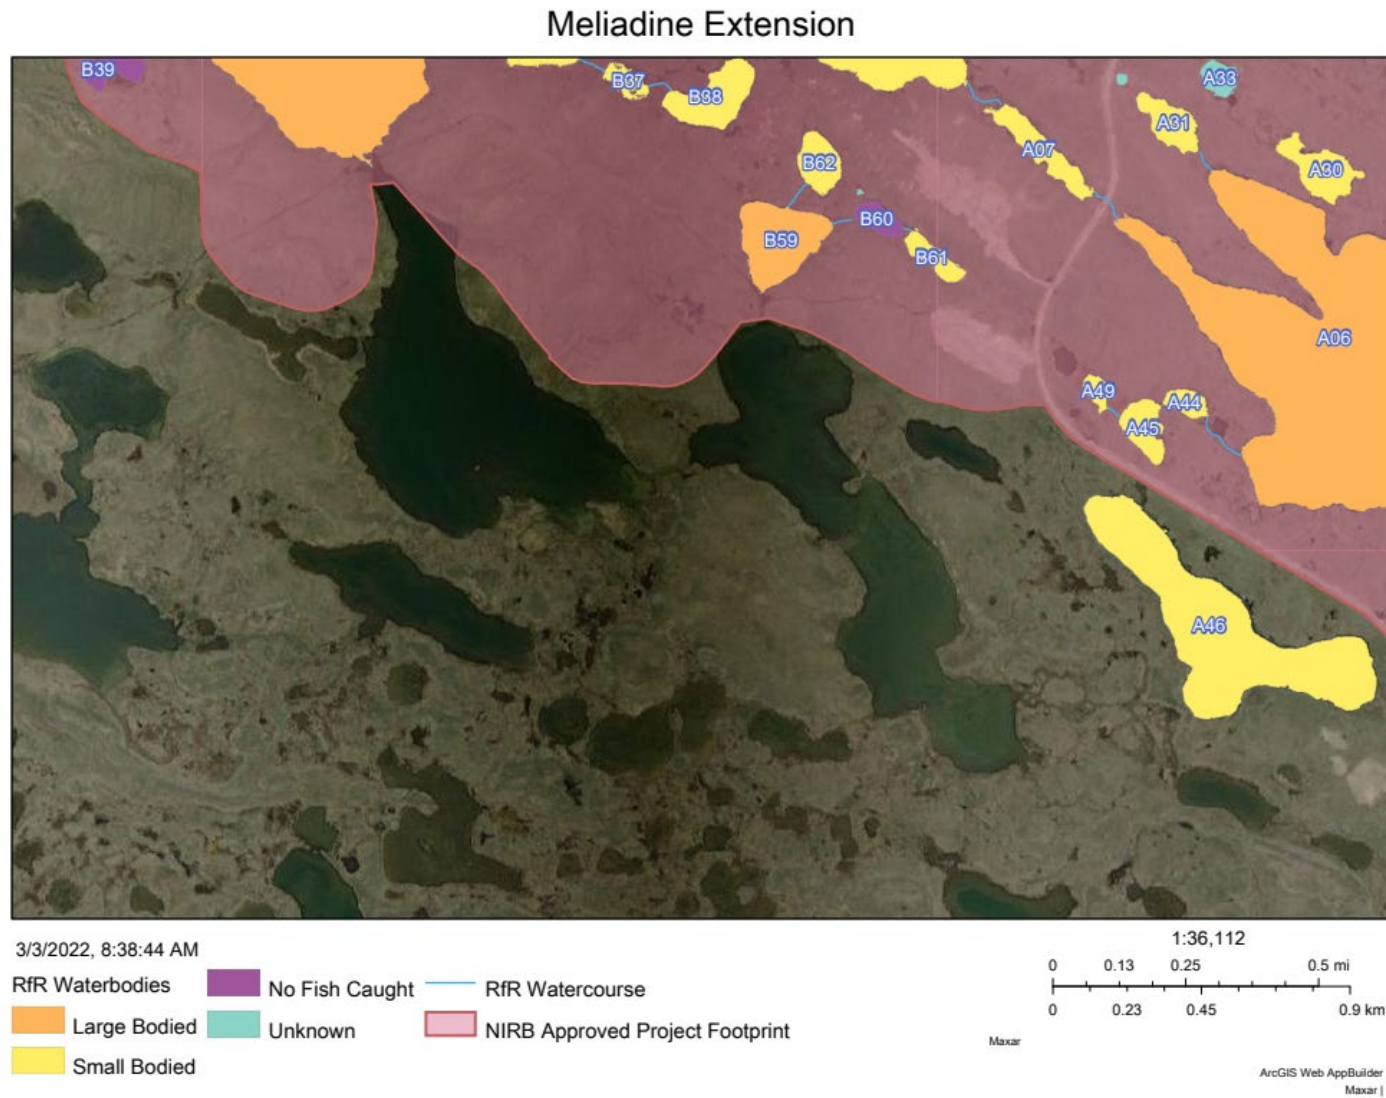 Meliadine Extension
B39
B37
B38
A33
A31
A07
A30
B62
B60
B59
B61
A06
A49
A44
A45
A46
3/3/2022, 8:38:44 AM
RfR Waterbodies
Large Bodied
Small Bodied
No Fish Caught
Unknown
RfR Watercourse
NIRB Approved Project Footprint
1:36,112
0 0.13 0.25 0.5 mi
0 0.23 0.45 0.9 km
Maxar
ArcGIS Web AppBuilder
Maxar |